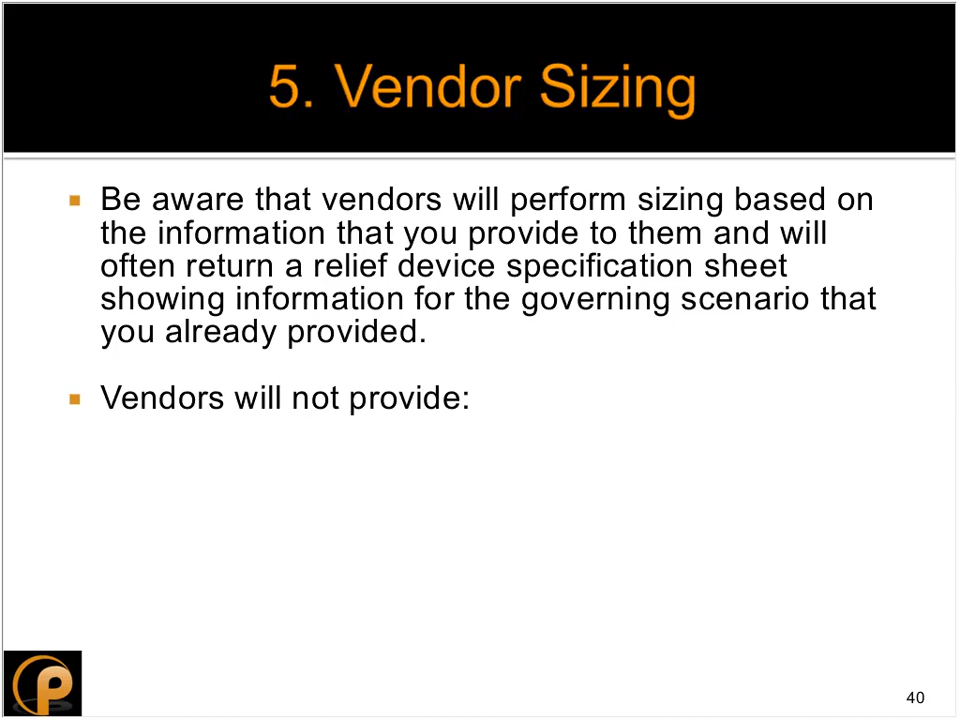 5. Vendor Sizing
Be aware that vendors will perform sizing based on
the information that you provide to them and will
often return a relief device specification sheet
showing information for the governing scenario that
you already provided.
Vendors will not provide:
P
40